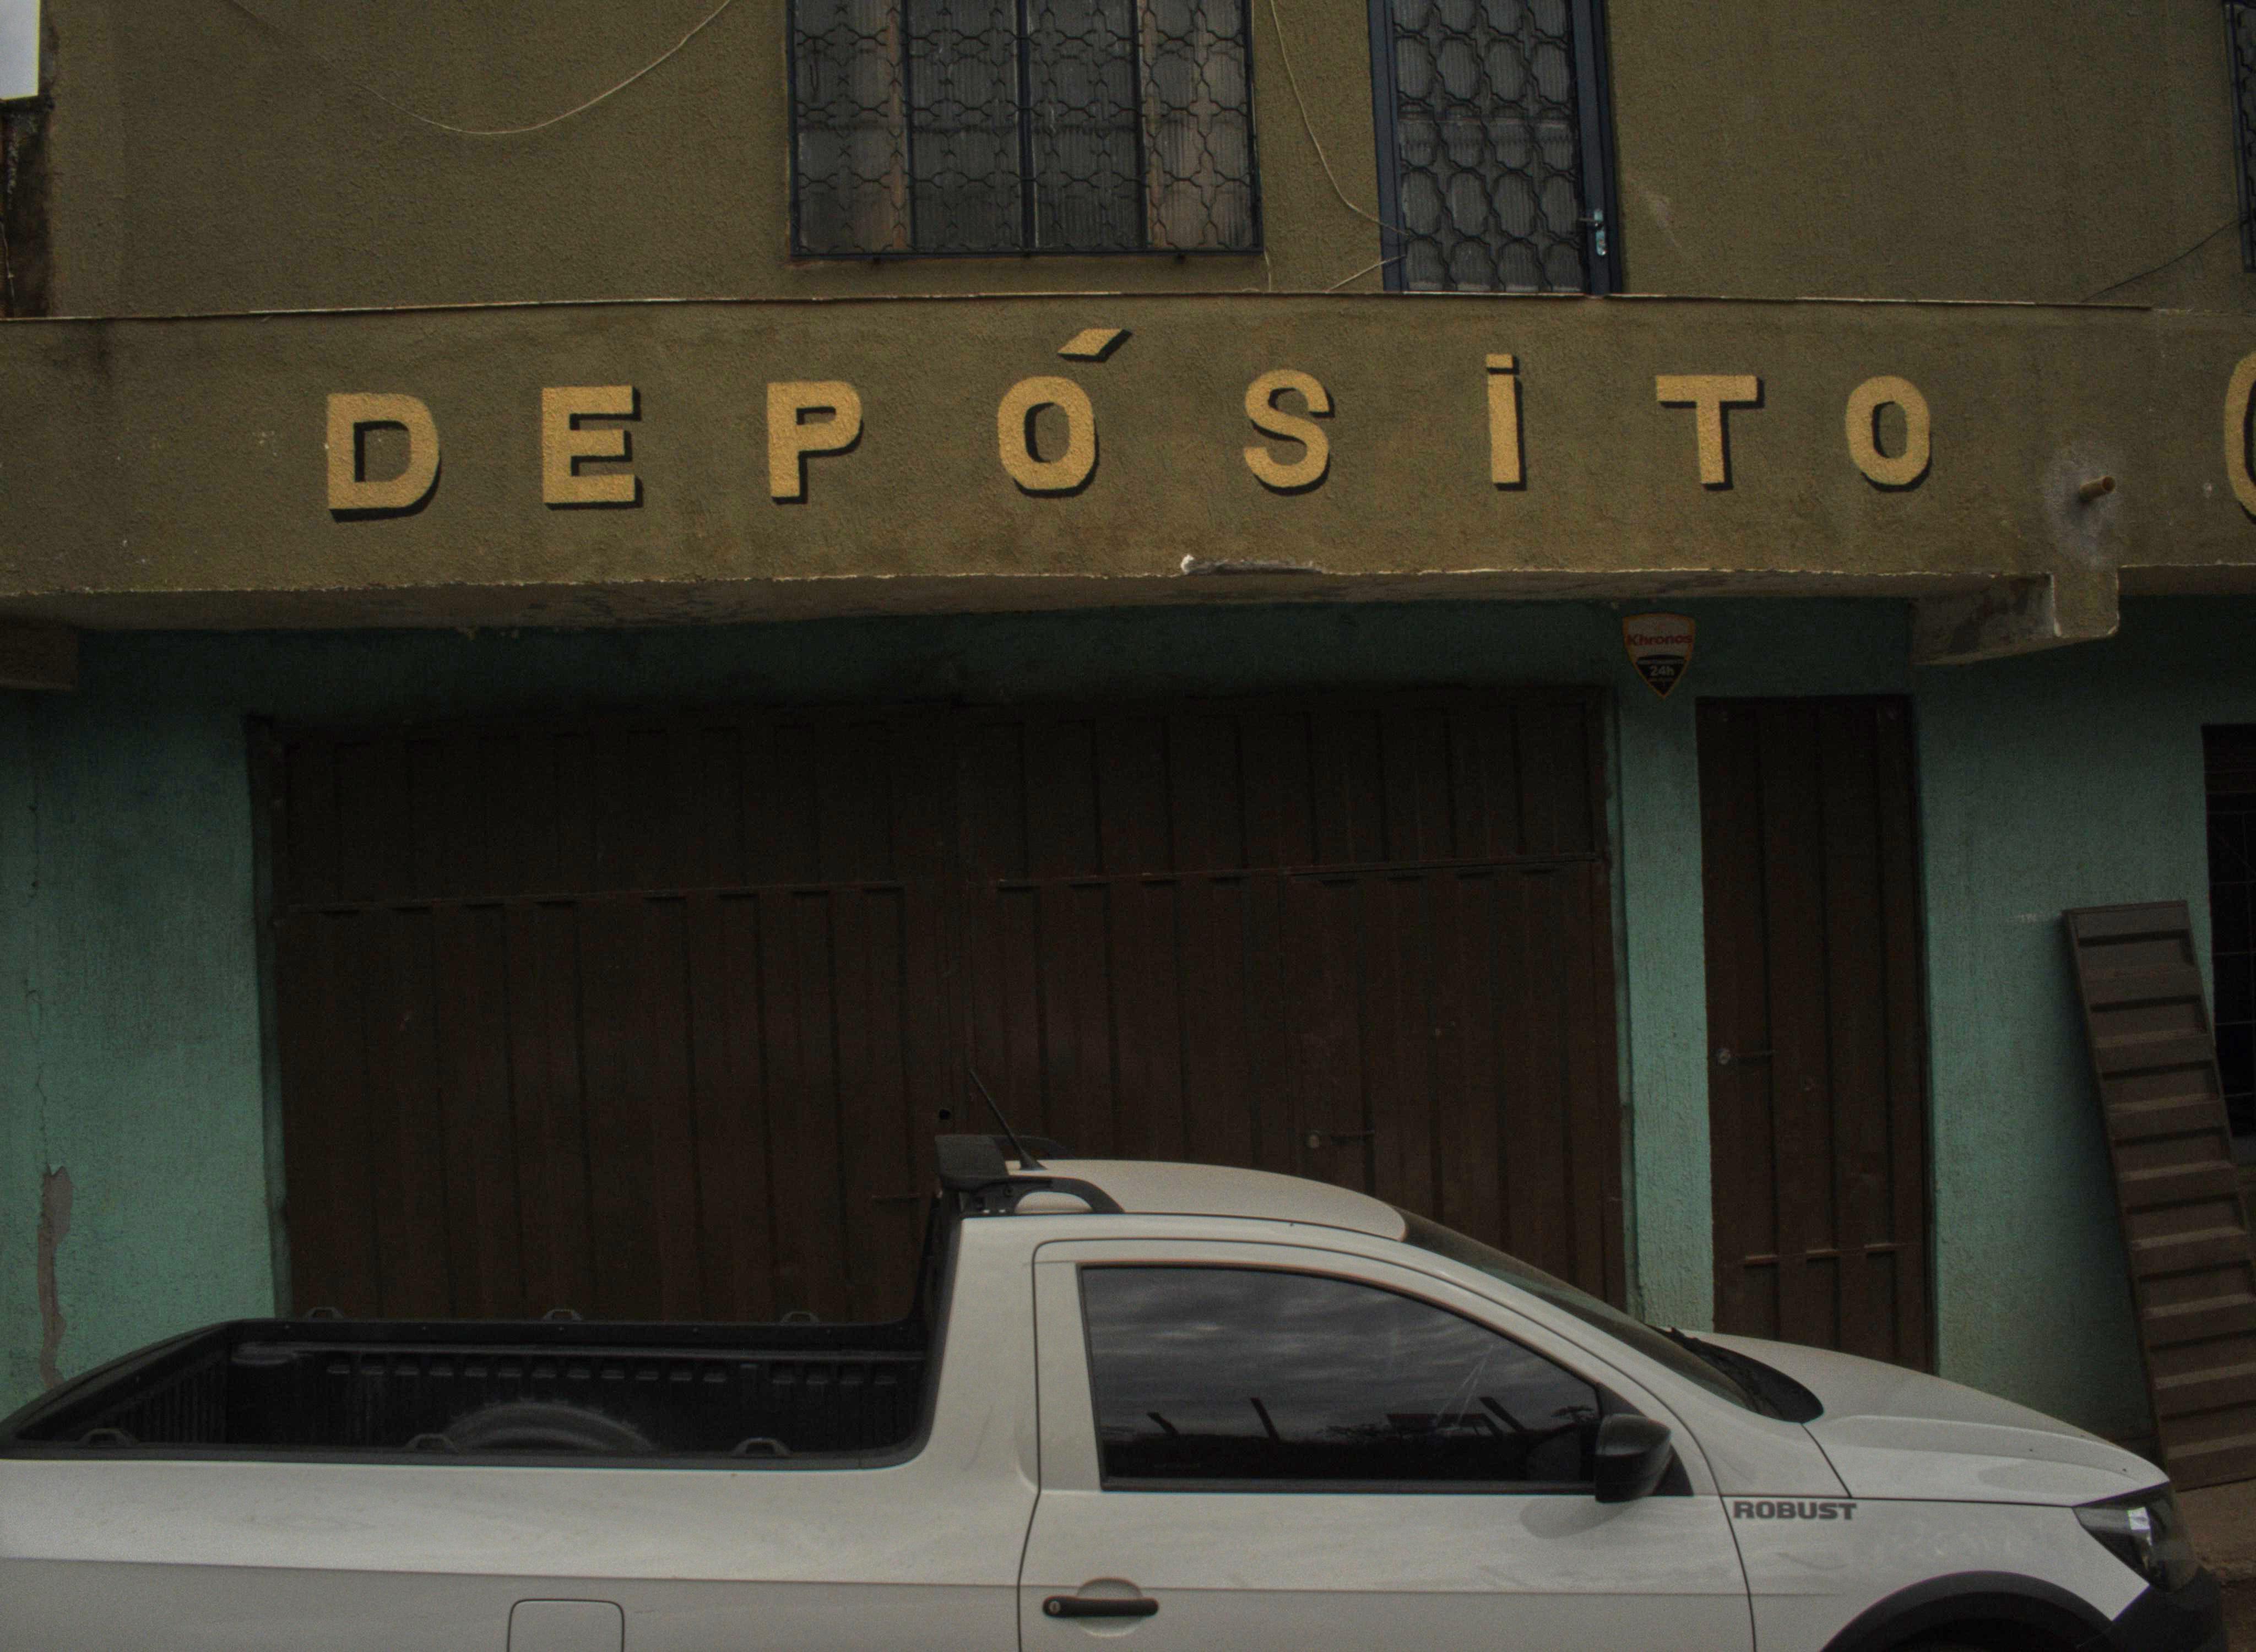 DEPÓSITO
Khronos
24h
ROBUST